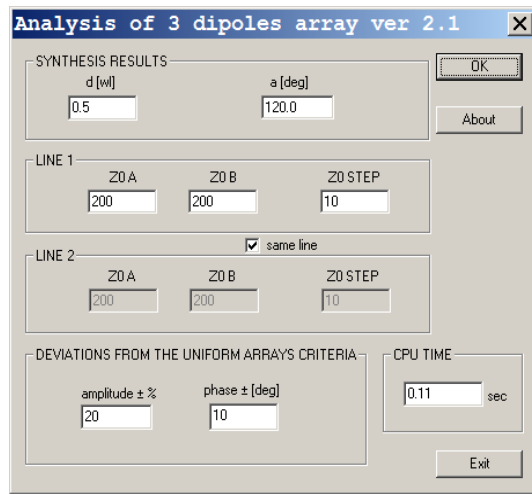 Analysis of 3 dipoles array ver 2.1
SYNTHESIS RESULTS
d [wl]
a [deg]
0.5
120.0
OK
About
LINE 1
Z0 A
Z0 B
Z0 STEP
200
200
10
same line
LINE 2
Z0 A
Z0 B
Z0 STEP
200
200
10
DEVIATIONS FROM THE UNIFORM ARRAYS CRITERIA
amplitude ± %
phase ± [deg]
20
10
CPU TIME
0.11
sec
Exit